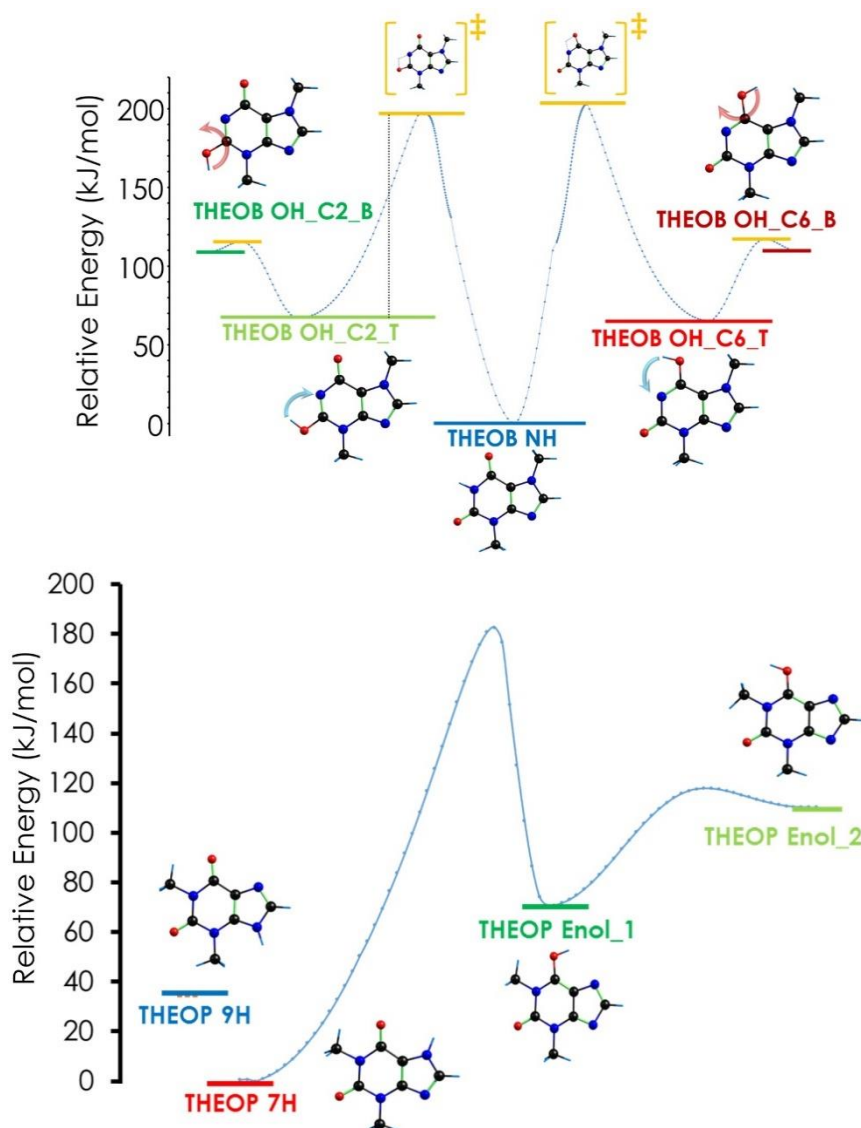 ‡
‡
Relative Energy (kJ/mol)
200
150
100
50
0
THEOB OH_C2_B
THEOB OH_C6_B
THEOB OH_C2_T
THEOB OH_C6_T
THEOB NH
Relative Energy (kJ/mol)
200
180
160
140
120
100
80
60
40
20
0
THEOP Enol_2
THEOP Enol_1
THEOP 9H
THEOP 7H